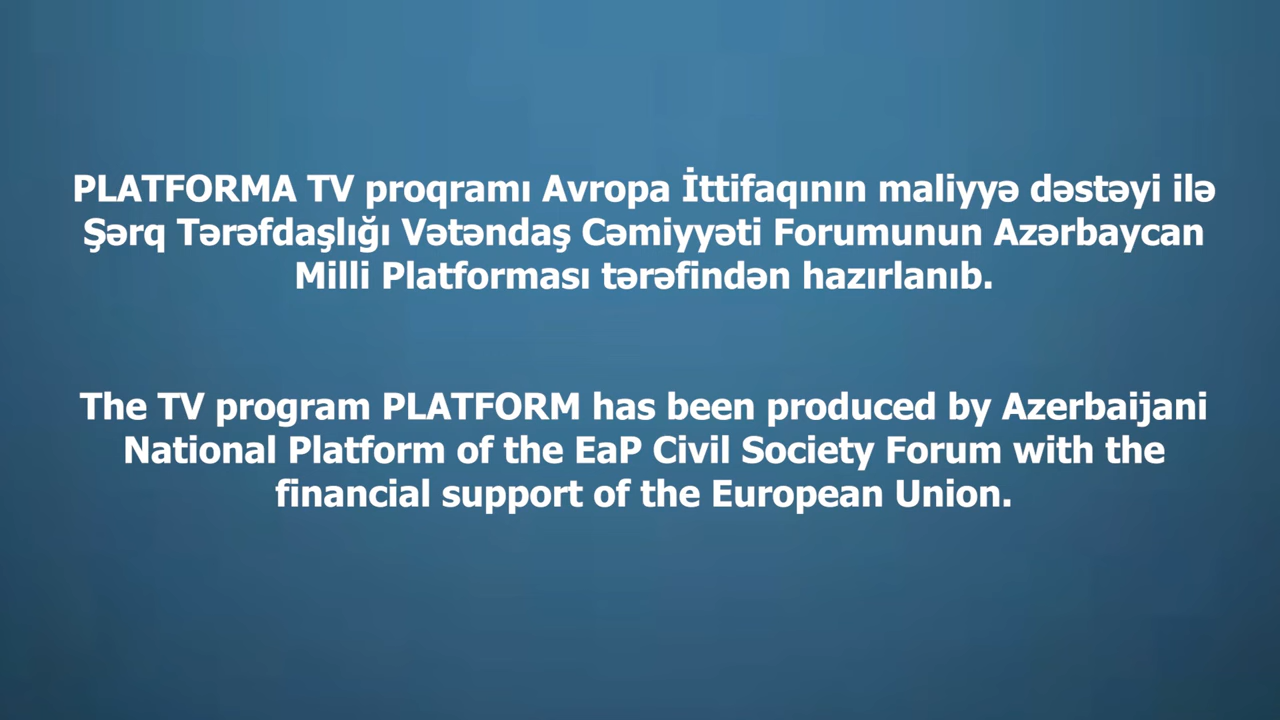 PLATFORMA TV proqramı Avropa İttifaqının maliyyə dəstəyi ilə
Şərq Tərəfdaşlığı Vətəndaş Cəmiyyəti Forumunun Azərbaycan
Milli Platforması tərəfindən hazırlanıb.
The TV program PLATFORM has been produced by Azerbaijani
National Platform of the EaP Civil Society Forum with the
financial support of the European Union.